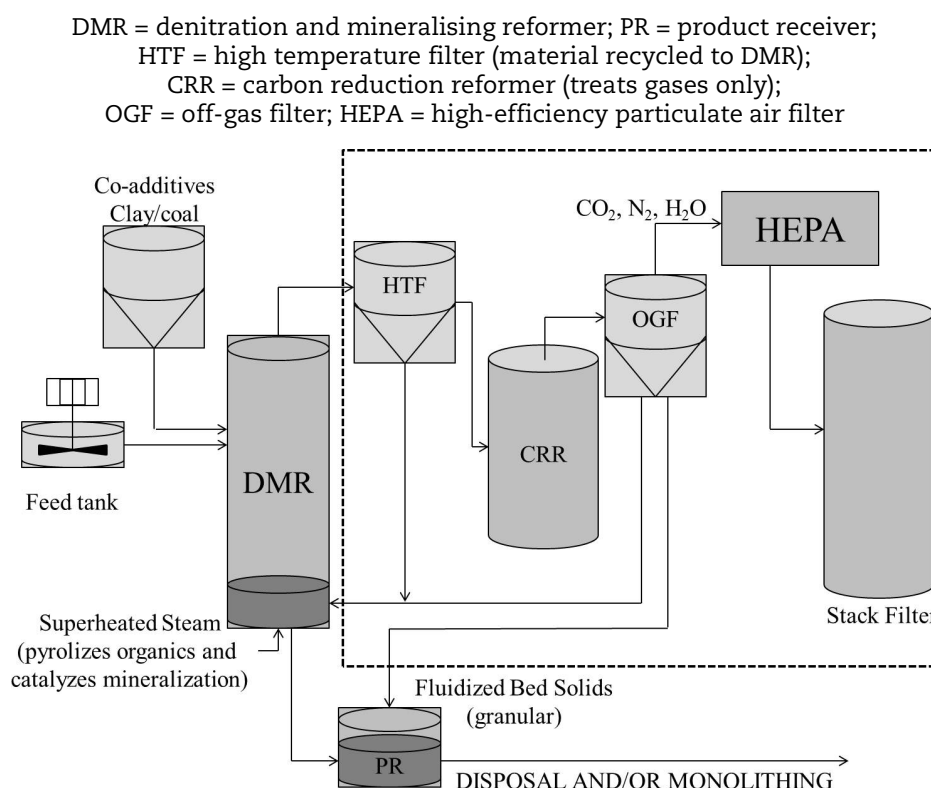 DMR = denitration and mineralising reformer; PR = product receiver;
HTF = high temperature filter (material recycled to DMR);
CRR = carbon reduction reformer (treats gases only);
OGF = off-gas filter; HEPA = high-efficiency particulate air filter
Co-additives
Clay/coal
CO₂, N₂, H₂O
HEPA
HTF
OGF
CRR
DMR
Feed tank
Stack Filter
Superheated Steam
(pyrolizes organics and
catalyzes mineralization)
Fluidized Bed Solids
(granular)
PR
DISPOSAL AND/OR MONOLITHING